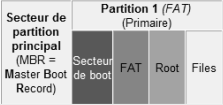 Secteur de
partition
principal
(MBR =
Master Boot
Record)
Partition 1 (FAT)
(Primaire)
Secteur
de boot
FAT
Root
Files